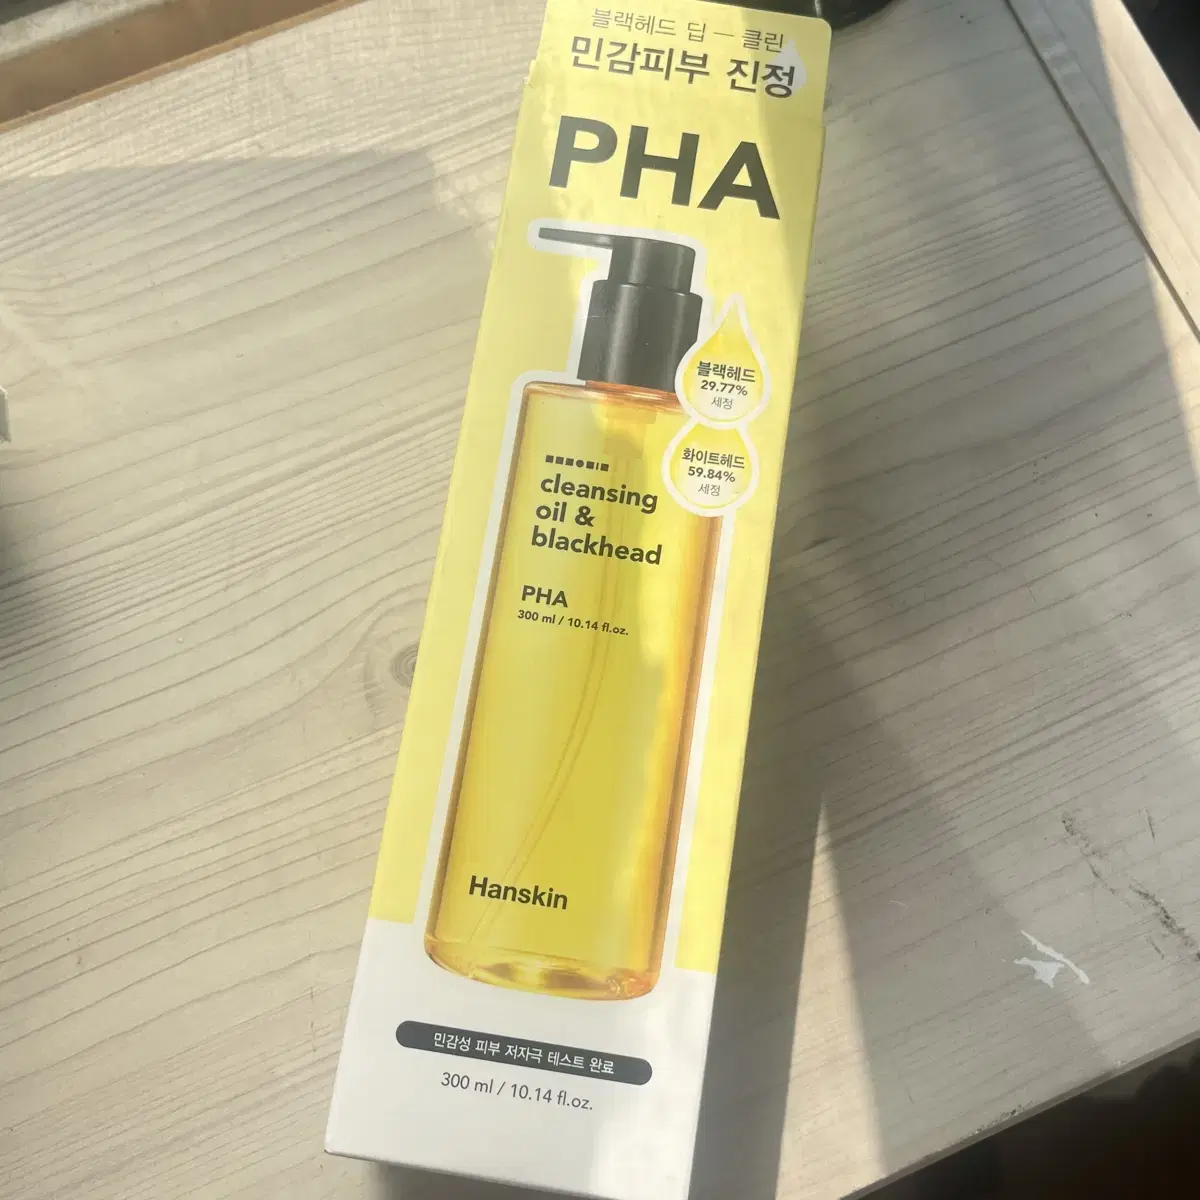 블랙헤드 딥 – 클린
민감피부 진정
PHA
블랙헤드
29.77%
세정
화이트헤드
59.84%
세정
cleansing
oil &
blackhead
PHA
300 ml / 10.14 fl.oz.
Hanskin
민감성 피부 저자극 테스트 완료
300 ml / 10.14 fl.oz.